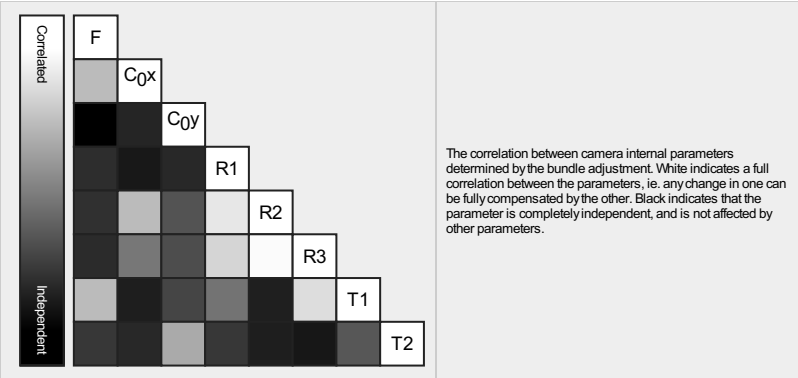 Correlated
Independent
F
C0x
C0y
R1
R2
R3
T1
T2
The correlation between camera internal parameters
determined by the bundle adjustment. White indicates a full
correlation between the parameters, ie. any change in one can
be fully compensated by the other. Black indicates that the
parameter is completely independent, and is not affected by
other parameters.